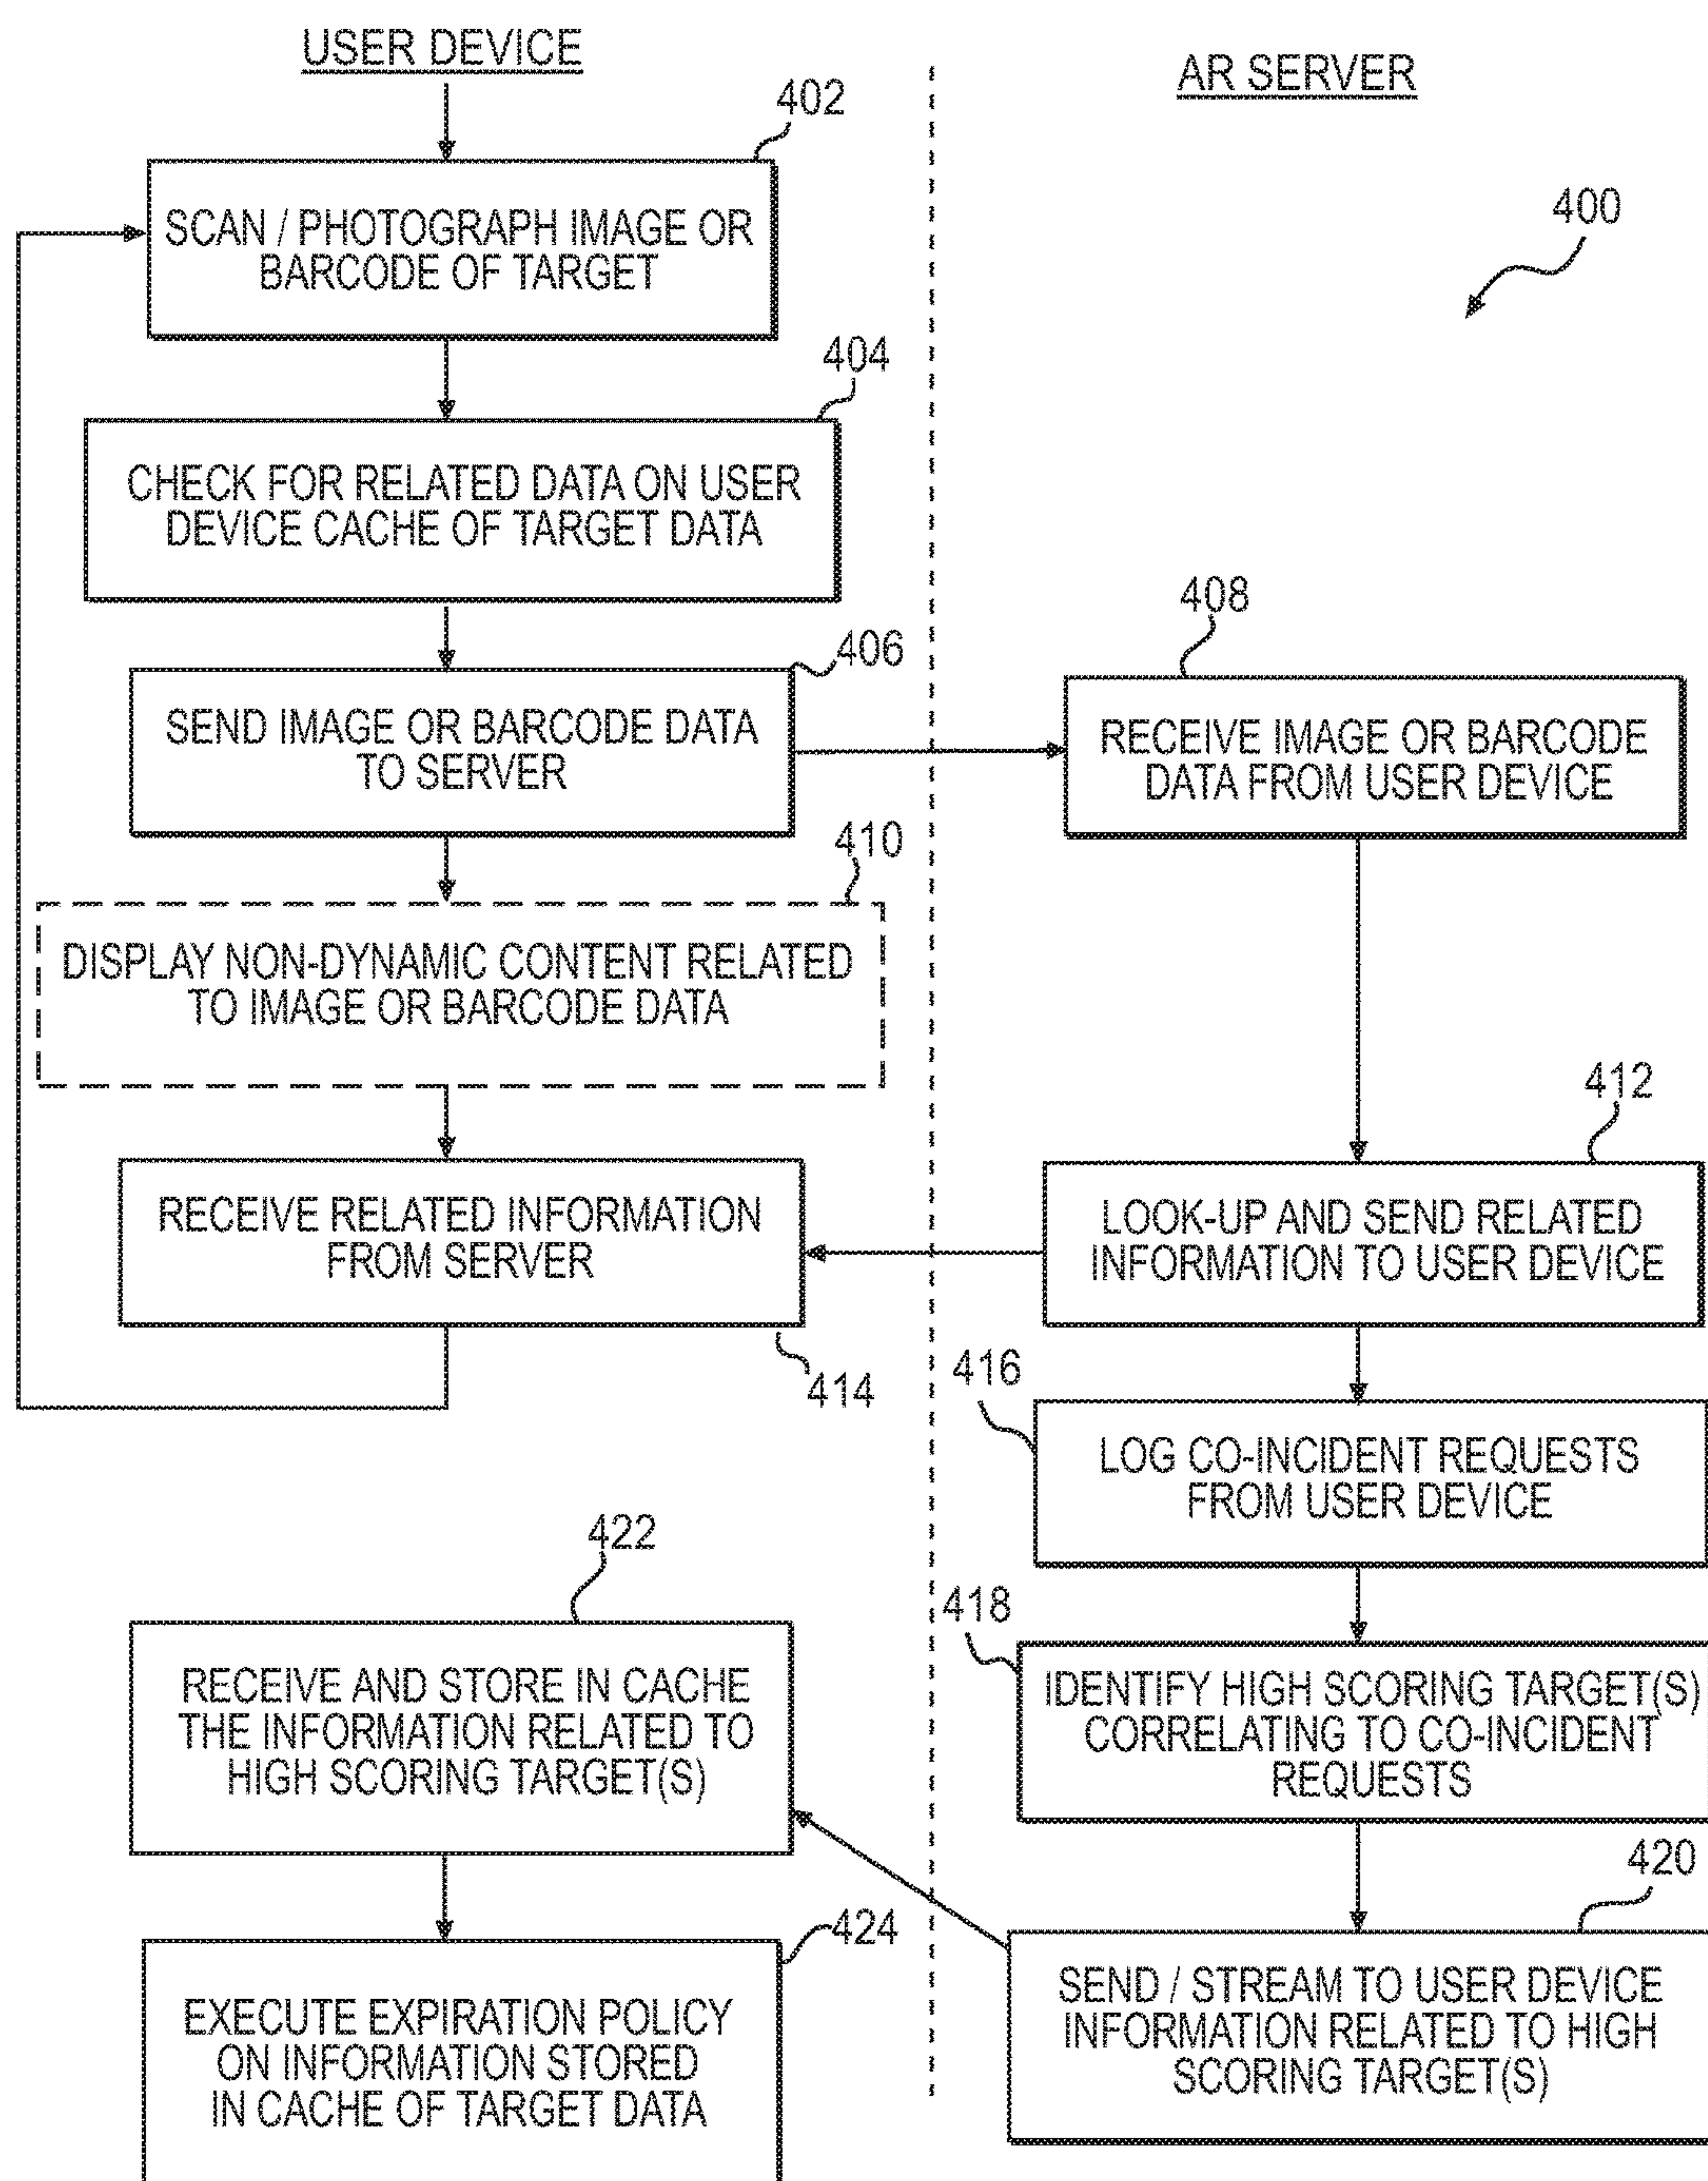 USER DEVICE
AR SERVER
402
400
SCAN / PHOTOGRAPH IMAGE OR
BARCODE OF TARGET
404
CHECK FOR RELATED DATA ON USER
DEVICE CACHE OF TARGET DATA
406
408
SEND IMAGE OR BARCODE DATA
TO SERVER
RECEIVE IMAGE OR BARCODE
DATA FROM USER DEVICE
410
DISPLAY NON-DYNAMIC CONTENT RELATED
TO IMAGE OR BARCODE DATA
412
RECEIVE RELATED INFORMATION
FROM SERVER
LOOK-UP AND SEND RELATED
INFORMATION TO USER DEVICE
414
416
LOG CO-INCIDENT REQUESTS
FROM USER DEVICE
422
418
RECEIVE AND STORE IN CACHE
THE INFORMATION RELATED TO
HIGH SCORING TARGET(S)
IDENTIFY HIGH SCORING TARGET(S)
CORRELATING TO CO-INCIDENT
REQUESTS
420
424
EXECUTE EXPIRATION POLICY
ON INFORMATION STORED
IN CACHE OF TARGET DATA
SEND / STREAM TO USER DEVICE
INFORMATION RELATED TO HIGH
SCORING TARGET(S)